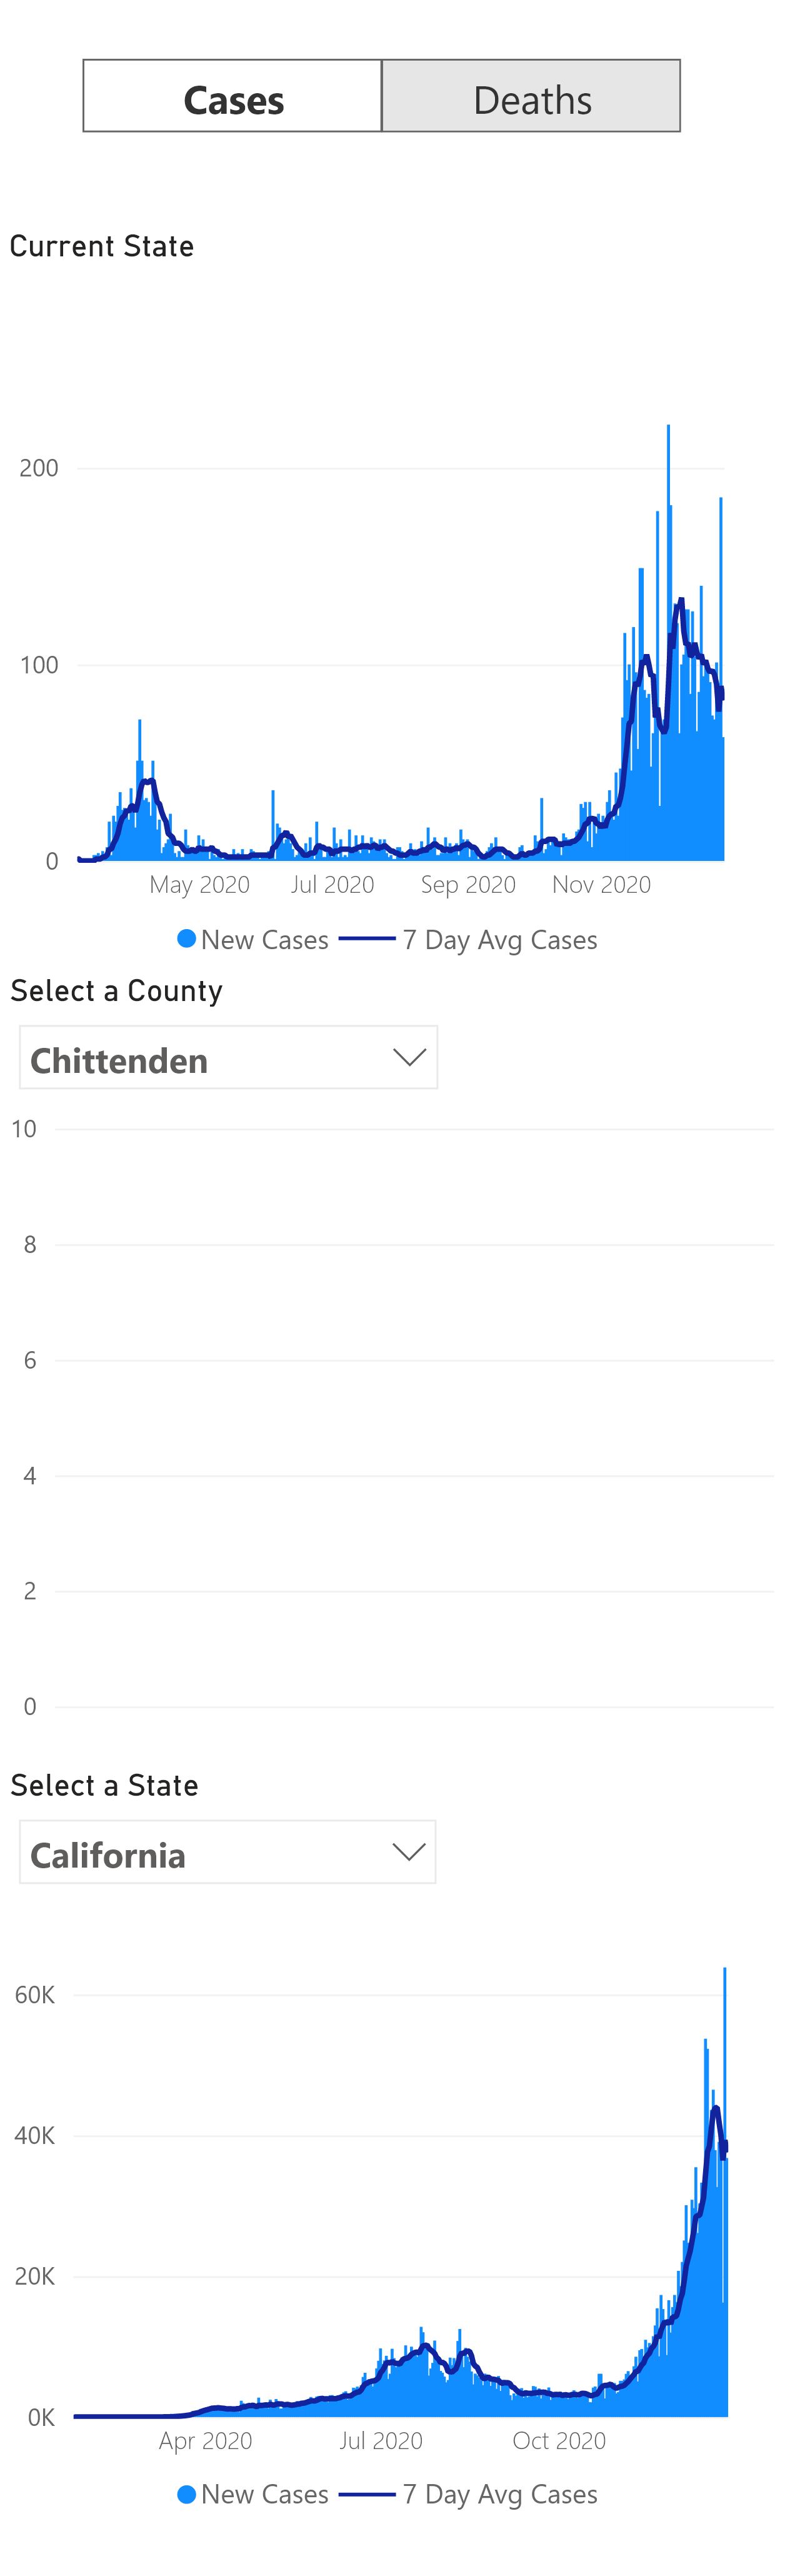 Cases Deaths
Current State
200
100
0
May 2020 Jul 2020 Sep 2020 Nov 2020
New Cases 7 Day Avg Cases
Select a County
Chittenden
10
8
6
4
2
0
Select a State
California
60K
40K
20K
0K
Apr 2020 Jul 2020 Oct 2020
New Cases 7 Day Avg Cases